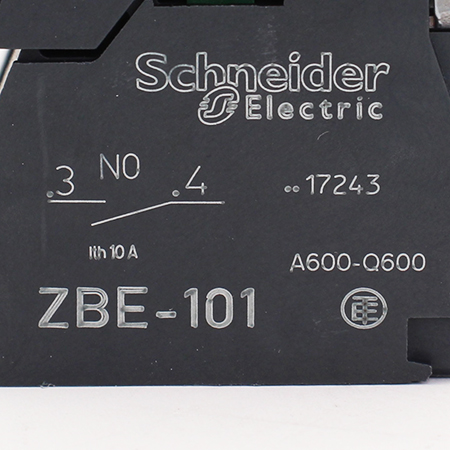 Schneider
Electric
.3 NO .4
..17243
Ith 10 A
A600-Q600
ZBE-101